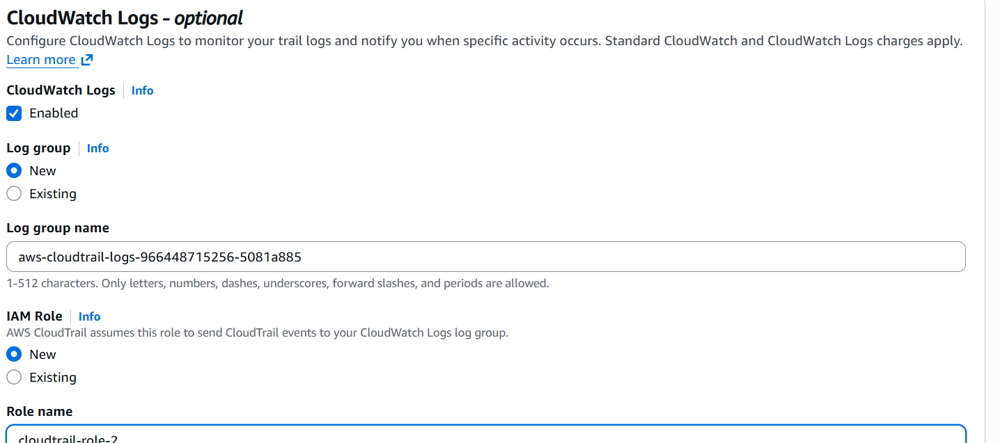 CloudWatch Logs - optional
Configure CloudWatch Logs to monitor your trail logs and notify you when specific activity occurs. Standard CloudWatch and CloudWatch Logs charges apply.
Learn more
CloudWatch Logs Info
Enabled
Log group Info
New
Existing
Log group name
aws-cloudtrail-logs-966448715256-5081a885
1-512 characters. Only letters, numbers, dashes, underscores, forward slashes, and periods are allowed.
IAM Role Info
AWS CloudTrail assumes this role to send CloudTrail events to your CloudWatch Logs log group.
New
Existing
Role name
cloudtrail-role-2